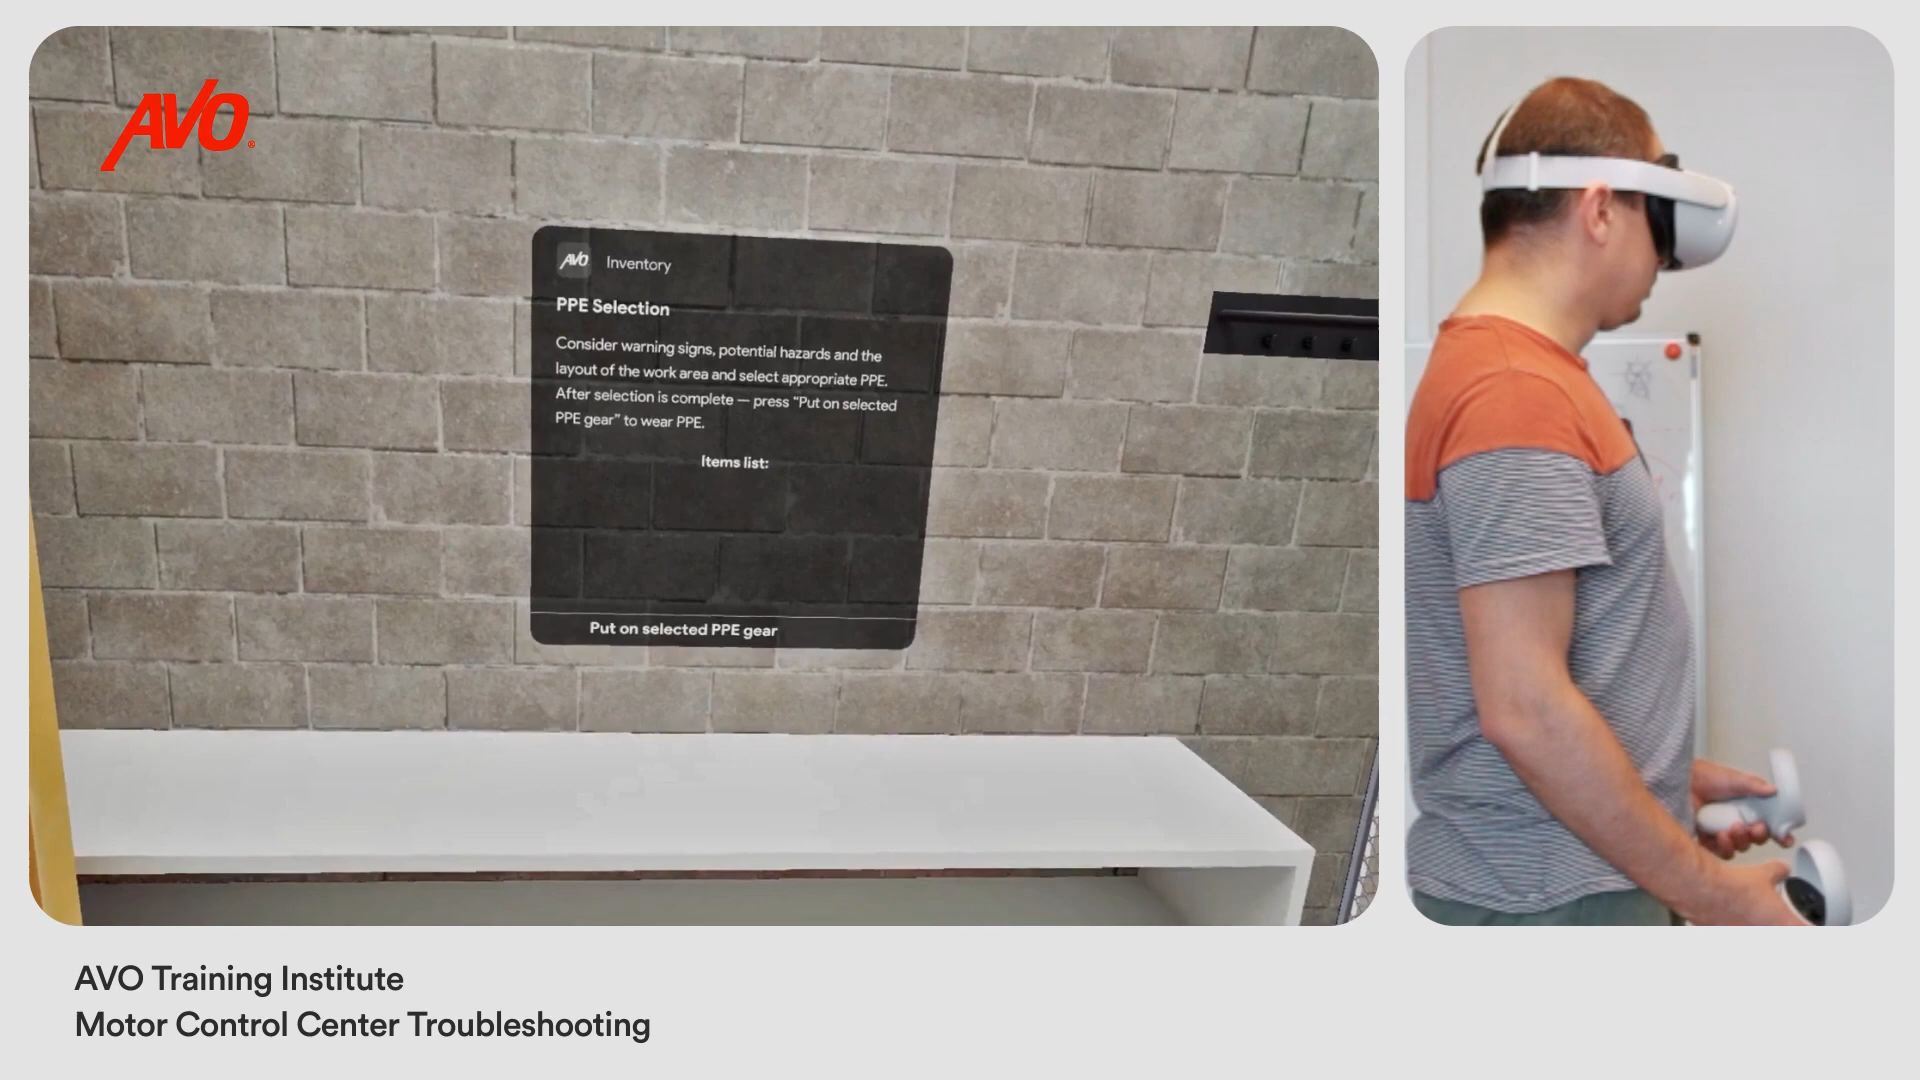 AVO®
AVO Inventory
PPE Selection
Consider warning signs, potential hazards and the
layout of the work area and select appropriate PPE.
After selection is complete — press “Put on selected
PPE gear” to wear PPE.
Items list:
Put on selected PPE gear
AVO Training Institute
Motor Control Center Troubleshooting